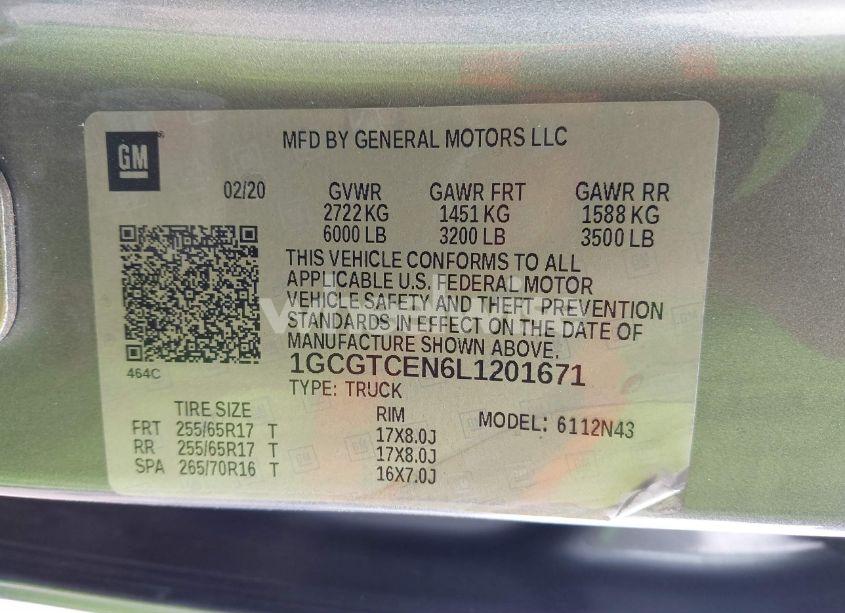 GM
MFD BY GENERAL MOTORS LLC
02/20 GVWR GAWR FRT GAWR RR
2722 KG 1451 KG 1588 KG
6000 LB 3200 LB 3500 LB
THIS VEHICLE CONFORMS TO ALL
APPLICABLE U.S. FEDERAL MOTOR
VEHICLE SAFETY AND THEFT PREVENTION
STANDARDS IN EFFECT ON THE DATE OF
MANUFACTURE SHOWN ABOVE.
464C
1GCGTCEN6L1201671
TYPE: TRUCK
TIRE SIZE RIM MODEL: 6112N43
FRT 255/65R17 T 17X8.0J
RR 255/65R17 T 17X8.0J
SPA 265/70R16 T 16X7.0J